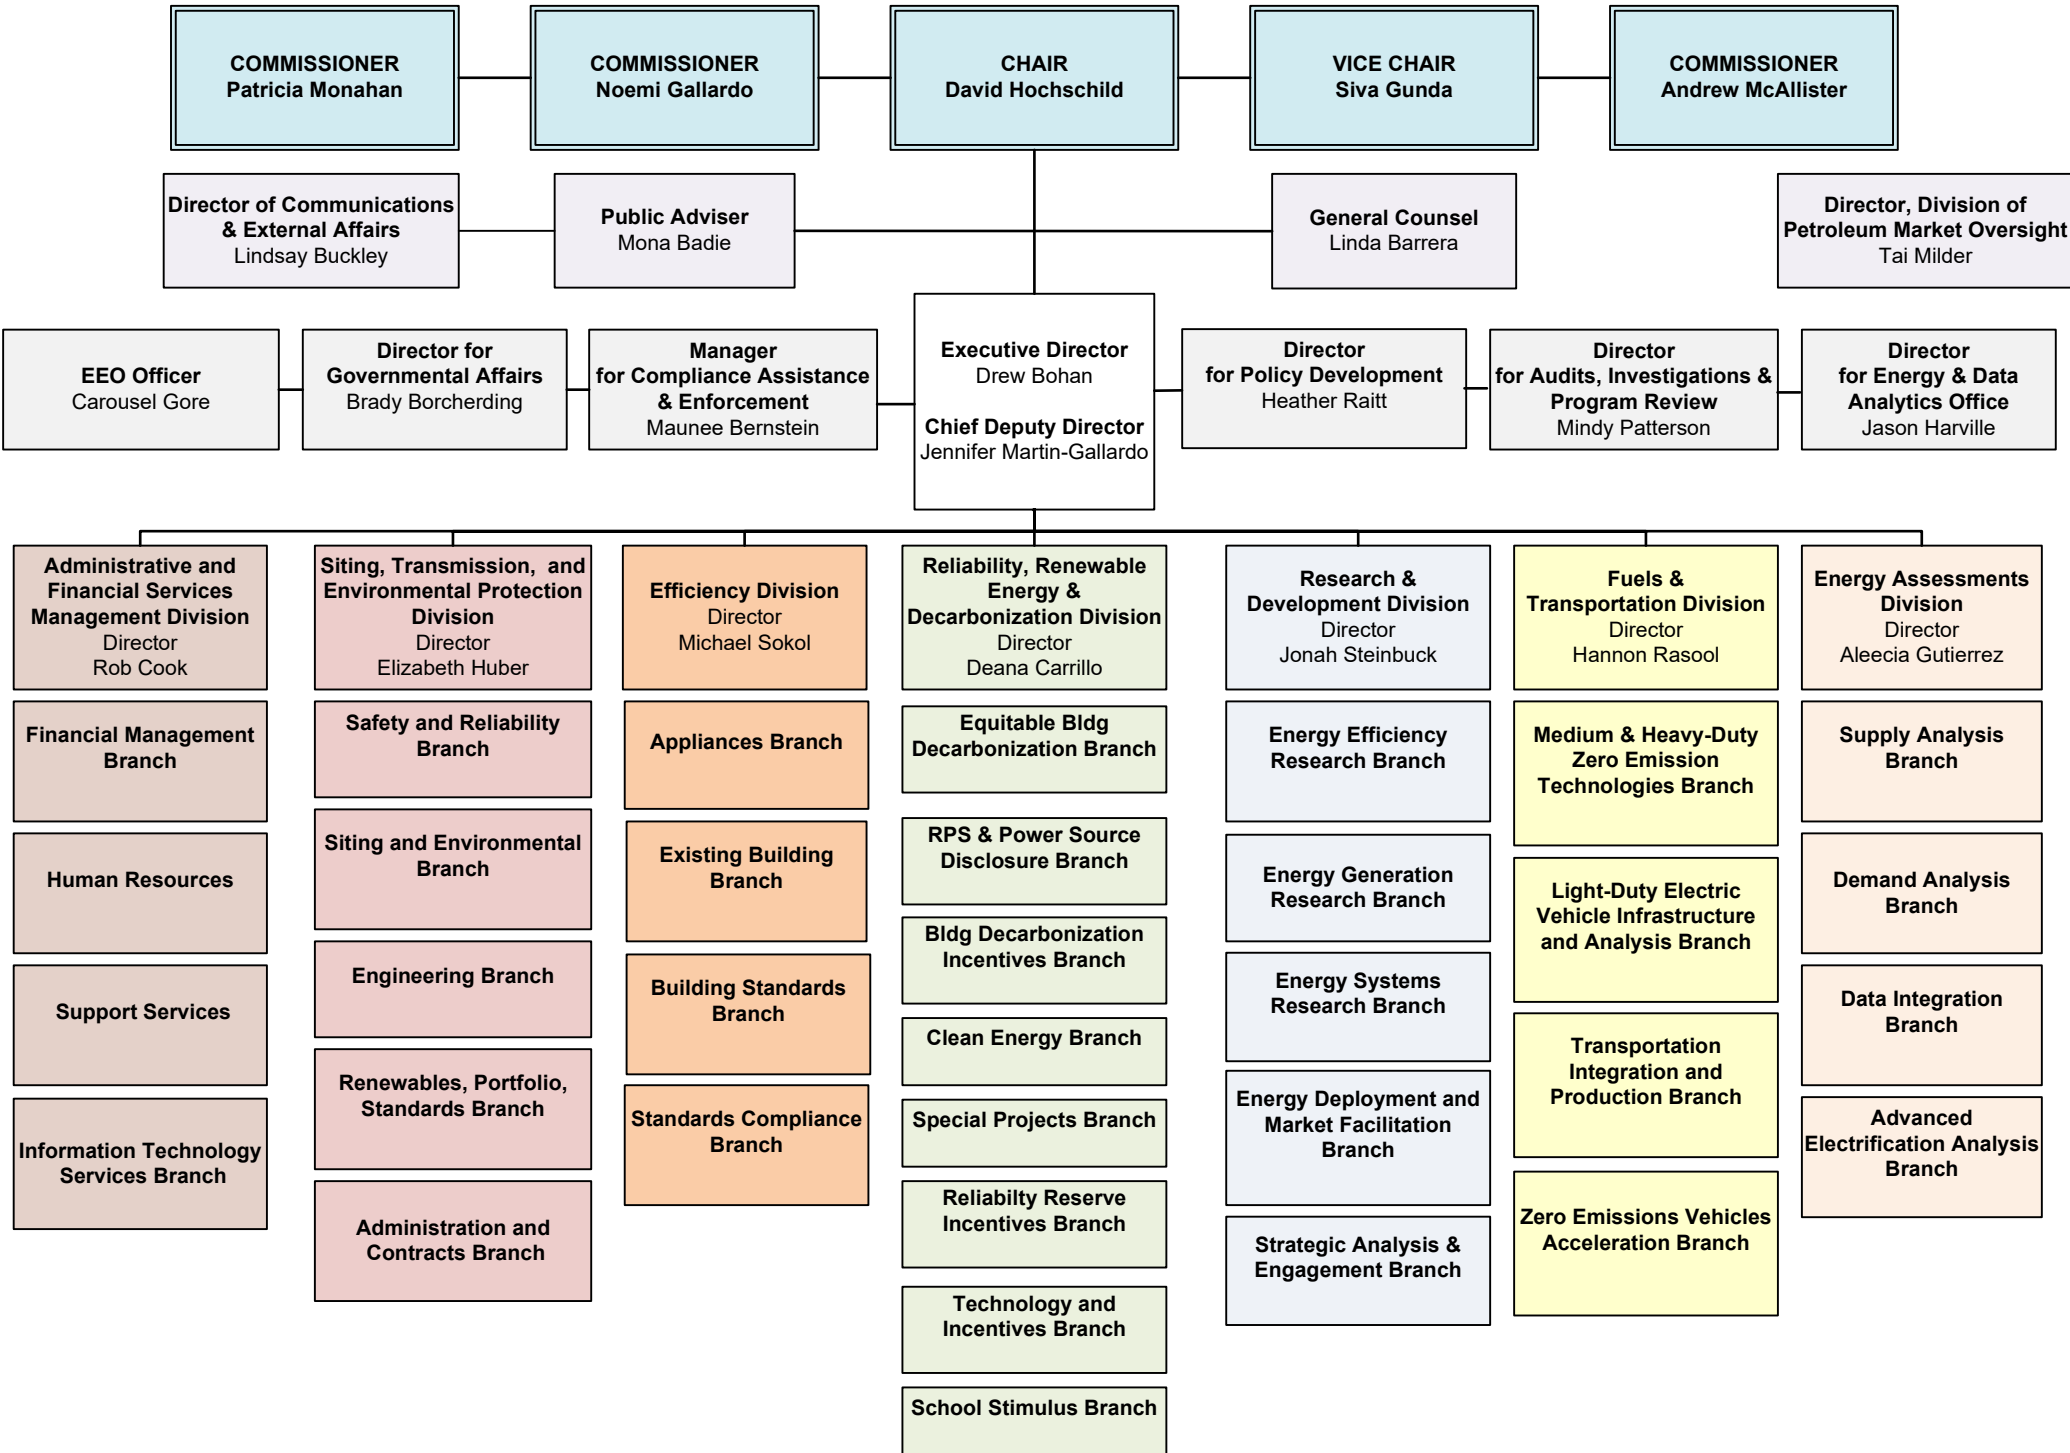 COMMISSIONER
Patricia Monahan
COMMISSIONER
Noemi Gallardo
CHAIR
David Hochschild
VICE CHAIR
Siva Gunda
COMMISSIONER
Andrew McAllister
Director of Communications
& External Affairs
Lindsay Buckley
Public Adviser
Mona Badie
General Counsel
Linda Barrera
Director, Division of
Petroleum Market Oversight
Tai Milder
EEO Officer
Carousel Gore
Director for
Governmental Affairs
Brady Borcherding
Manager
for Compliance Assistance
& Enforcement
Maunee Bernstein
Executive Director
Drew Bohan
Chief Deputy Director
Jennifer Martin-Gallardo
Director
for Policy Development
Heather Raitt
Director
for Audits, Investigations &
Program Review
Mindy Patterson
Director
for Energy & Data
Analytics Office
Jason Harville
Administrative and
Financial Services
Management Division
Director
Rob Cook
Financial Management
Branch
Human Resources
Support Services
Information Technology
Services Branch
Siting, Transmission, and
Environmental Protection
Division
Director
Elizabeth Huber
Safety and Reliability
Branch
Siting and Environmental
Branch
Engineering Branch
Renewables, Portfolio,
Standards Branch
Administration and
Contracts Branch
Efficiency Division
Director
Michael Sokol
Appliances Branch
Existing Building
Branch
Building Standards
Branch
Standards Compliance
Branch
Reliability, Renewable
Energy &
Decarbonization Division
Director
Deana Carrillo
Equitable Bldg
Decarbonization Branch
RPS & Power Source
Disclosure Branch
Bldg Decarbonization
Incentives Branch
Clean Energy Branch
Special Projects Branch
Reliabilty Reserve
Incentives Branch
Technology and
Incentives Branch
School Stimulus Branch
Research &
Development Division
Director
Jonah Steinbuck
Energy Efficiency
Research Branch
Energy Generation
Research Branch
Energy Systems
Research Branch
Energy Deployment and
Market Facilitation
Branch
Strategic Analysis &
Engagement Branch
Fuels &
Transportation Division
Director
Hannon Rasool
Medium & Heavy-Duty
Zero Emission
Technologies Branch
Light-Duty Electric
Vehicle Infrastructure
and Analysis Branch
Transportation
Integration and
Production Branch
Zero Emissions Vehicles
Acceleration Branch
Energy Assessments
Division
Director
Aleecia Gutierrez
Supply Analysis
Branch
Demand Analysis
Branch
Data Integration
Branch
Advanced
Electrification Analysis
Branch